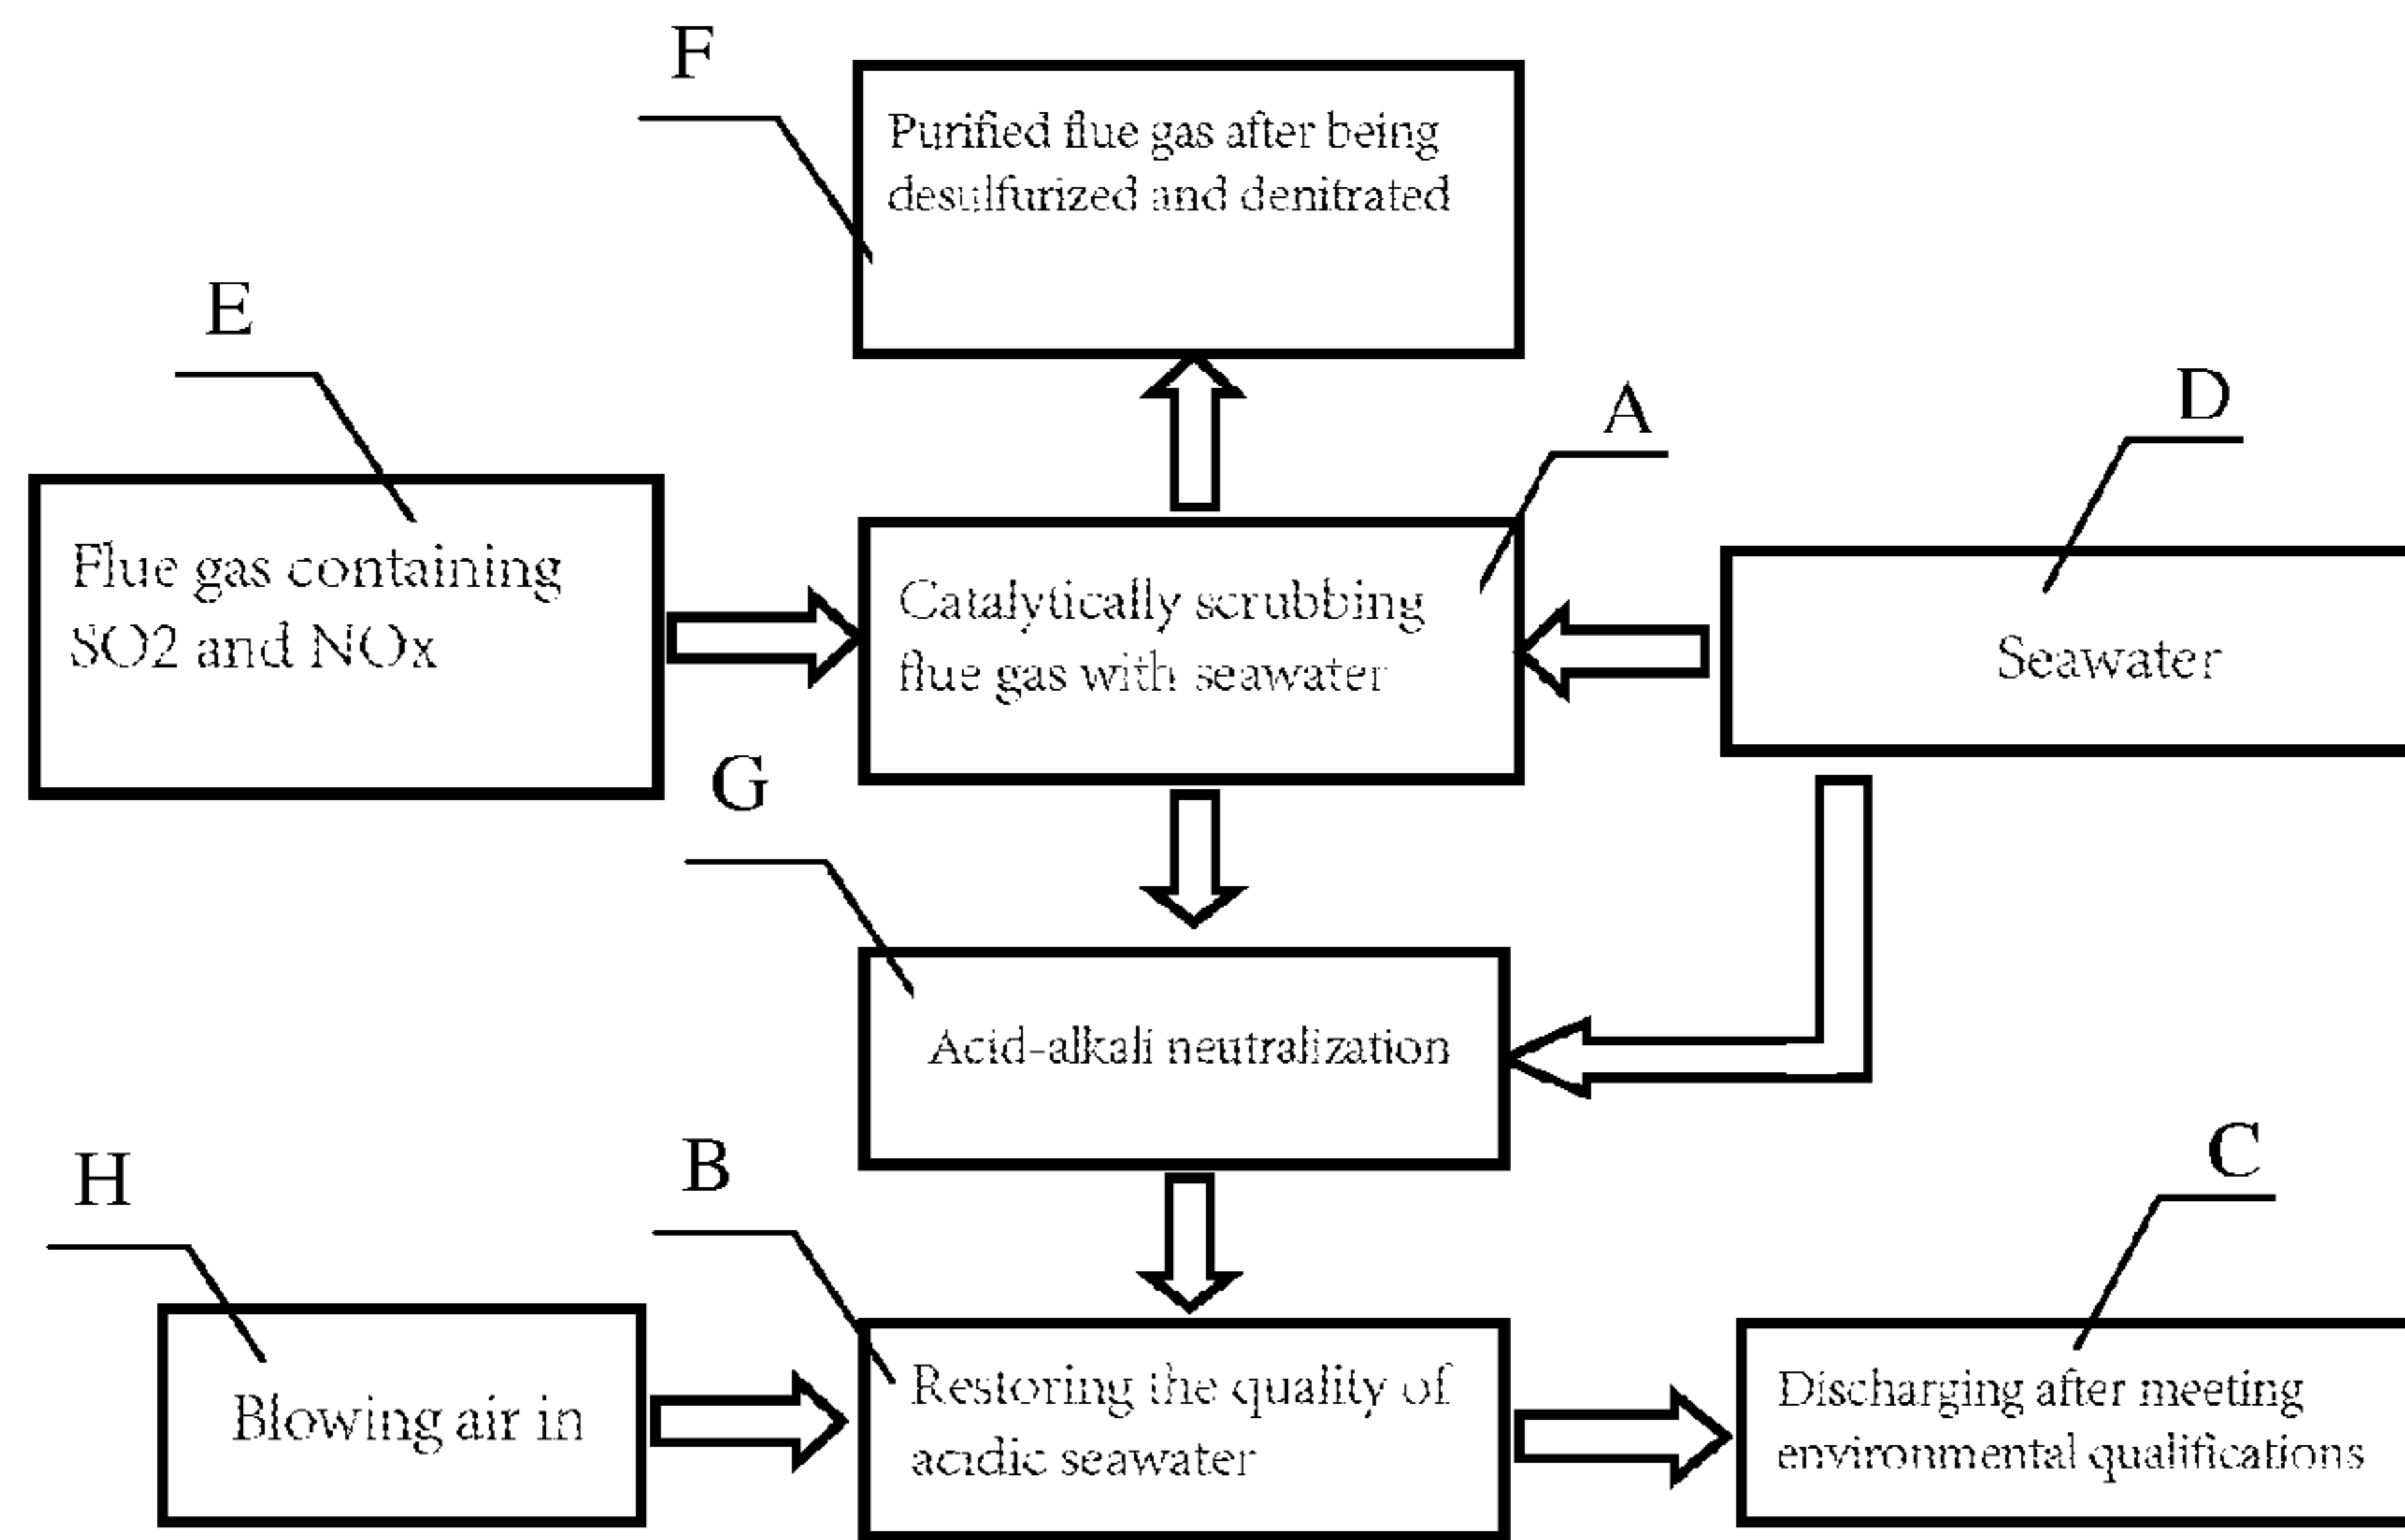 F
Purified flue gas after being
desulfurized and denitrated
E
A
D
Flue gas containing
SO2 and NOx
Catalytically scrubbing
flue gas with seawater
Seawater
G
Acid-alkali neutralization
H
B
C
Blowing air in
Restoring the quality of
acidic seawater
Discharging after meeting
environmental qualifications